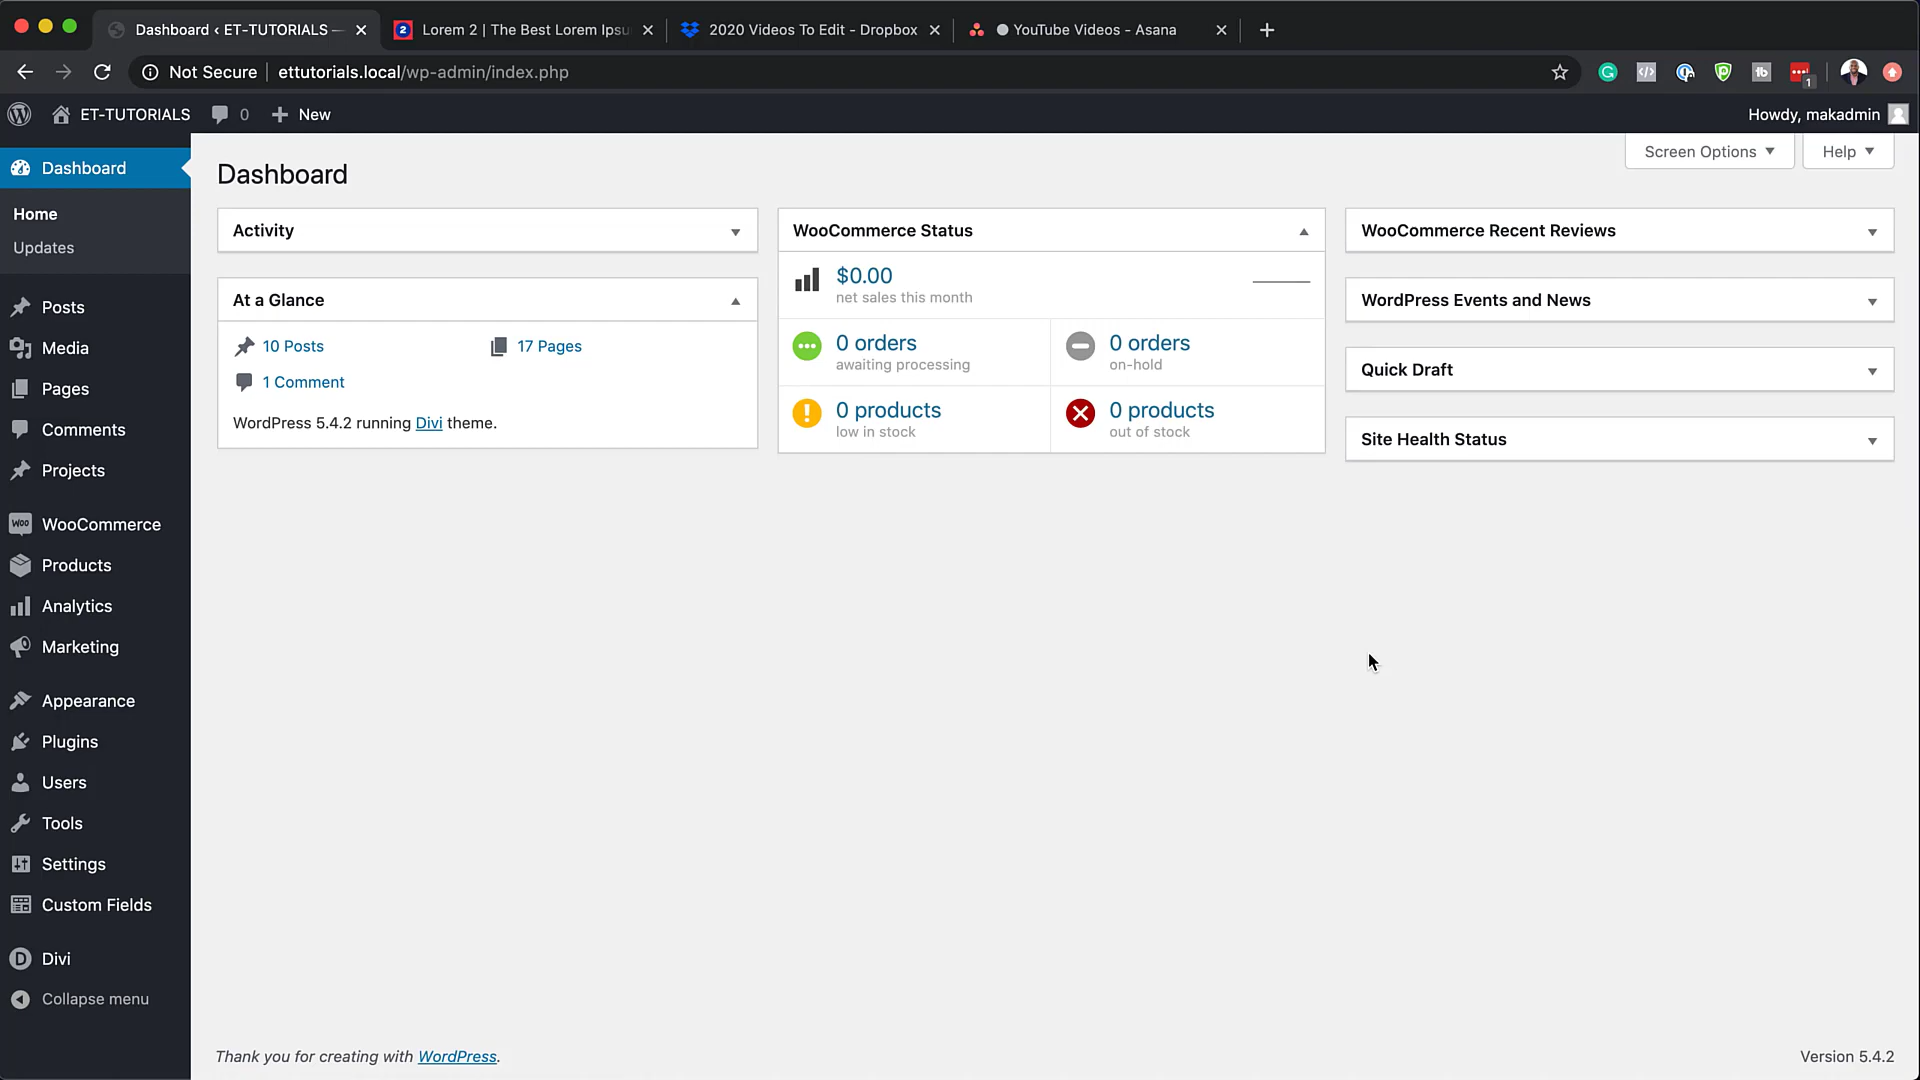 Dashboard ‹ ET-TUTORIALS —
Lorem 2 | The Best Lorem Ipsu
2020 Videos To Edit - Dropbox
YouTube Videos - Asana
Not Secure
ettutorials.local/wp-admin/index.php
1
ET-TUTORIALS
0
New
Howdy, makadmin
Dashboard
Home
Updates
Posts
Media
Pages
Comments
Projects
WooCommerce
Products
Analytics
Marketing
Appearance
Plugins
Users
Tools
Settings
Custom Fields
Divi
Collapse menu
Screen Options
Help
Dashboard
Activity
At a Glance
10 Posts
17 Pages
1 Comment
WordPress 5.4.2 running Divi theme.
WooCommerce Status
$0.00
net sales this month
0 orders
awaiting processing
0 orders
on-hold
0 products
low in stock
0 products
out of stock
WooCommerce Recent Reviews
WordPress Events and News
Quick Draft
Site Health Status
Thank you for creating with WordPress.
Version 5.4.2